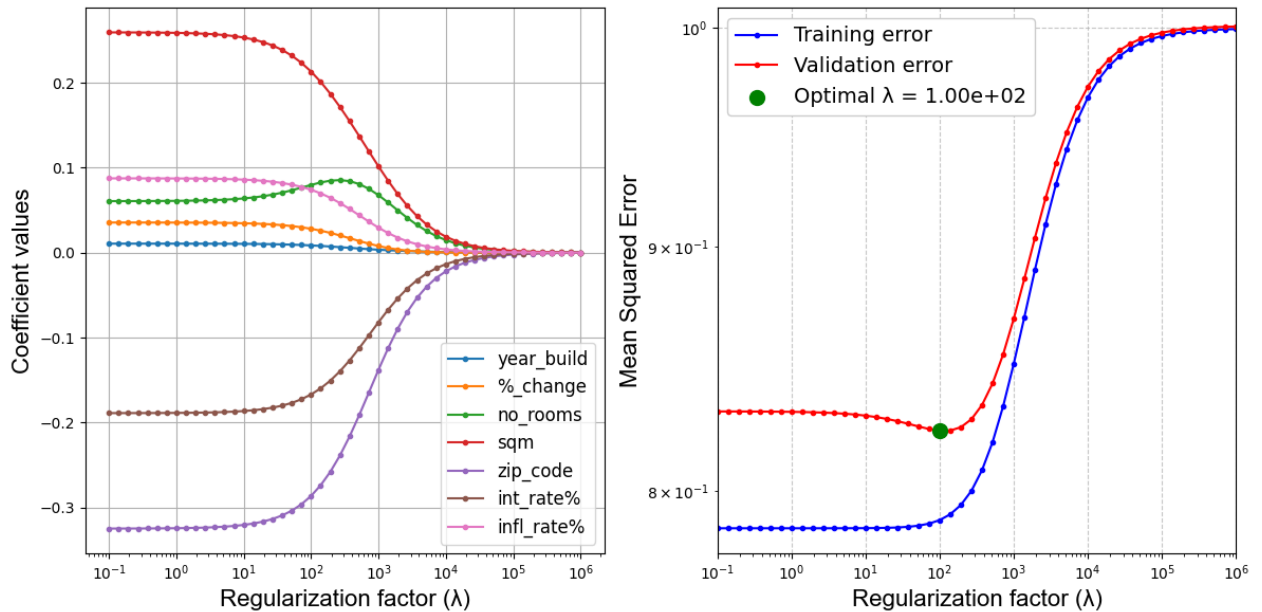 Coefficient values
0.2
0.1
0.0
−0.1
−0.2
−0.3
year_build
%_change
no_rooms
sqm
zip_code
int_rate%
infl_rate%
10⁻¹ 10⁰ 10¹ 10² 10³ 10⁴ 10⁵ 10⁶
Regularization factor (λ)
Mean Squared Error
10⁰
9 × 10⁻¹
8 × 10⁻¹
Training error
Validation error
Optimal λ = 1.00e+02
10⁻¹ 10⁰ 10¹ 10² 10³ 10⁴ 10⁵ 10⁶
Regularization factor (λ)